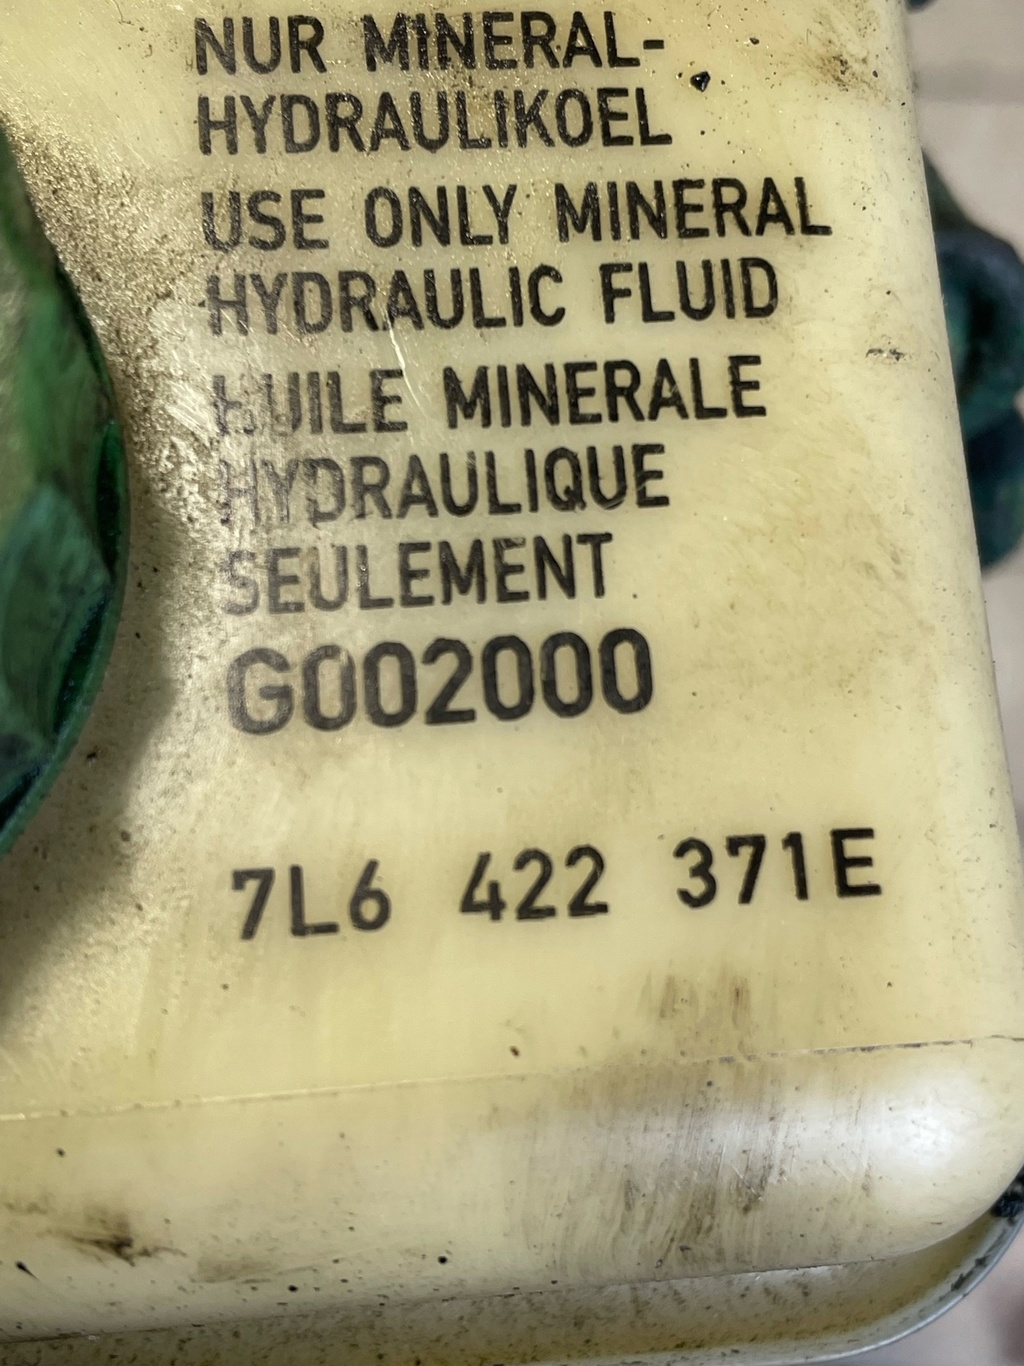 NUR MINERAL-
HYDRAULIKOEL
USE ONLY MINERAL
HYDRAULIC FLUID
HUILE MINERALE
HYDRAULIQUE
SEULEMENT
G002000
7L6 422 371E